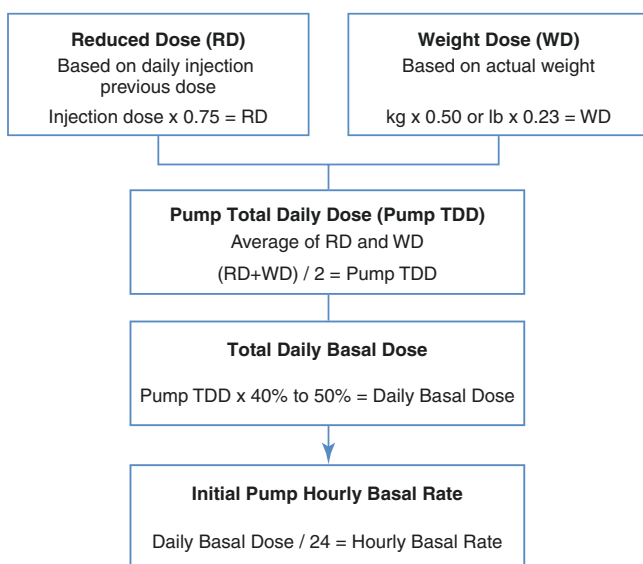 Reduced Dose (RD)
Based on daily injection
previous dose
Injection dose x 0.75 = RD
Weight Dose (WD)
Based on actual weight
kg x 0.50 or lb x 0.23 = WD
Pump Total Daily Dose (Pump TDD)
Average of RD and WD
(RD+WD) / 2 = Pump TDD
Total Daily Basal Dose
Pump TDD x 40% to 50% = Daily Basal Dose
Initial Pump Hourly Basal Rate
Daily Basal Dose / 24 = Hourly Basal Rate